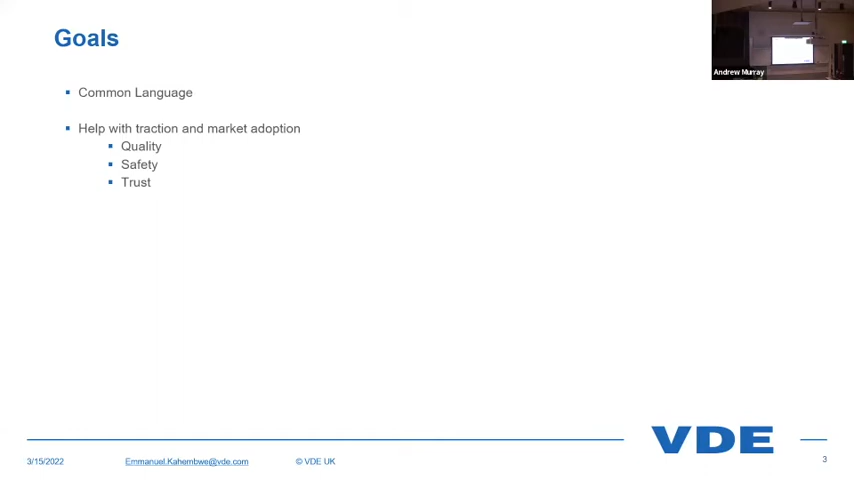 Goals
Andrew Murray
Common Language
Help with traction and market adoption
Quality
Safety
Trust
VDE
3/15/2022
Emmanuel.Kahembwe@vde.com
© VDE UK
3